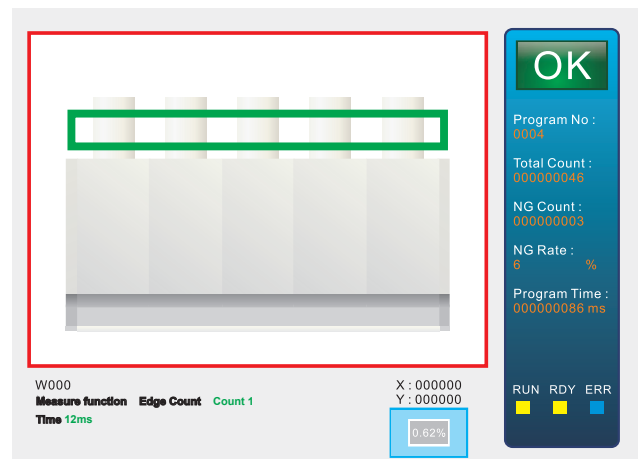 OK
Program No :
0004
Total Count :
000000046
NG Count :
000000003
NG Rate :
6 %
Program Time :
000000086 ms
RUN RDY ERR
W000
Measure function Edge Count Count 1
Time 12ms
X : 000000
Y : 000000
0.62%